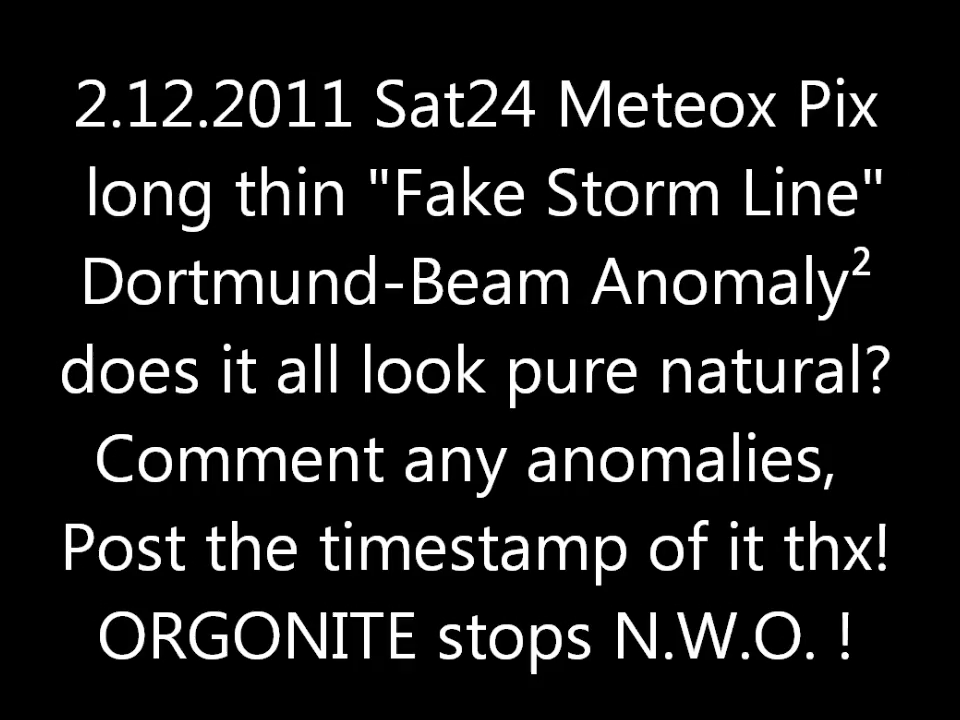 2.12.2011 Sat24 Meteox Pix
long thin "Fake Storm Line"
Dortmund-Beam Anomaly²
does it all look pure natural?
Comment any anomalies,
Post the timestamp of it thx!
ORGONITE stops N.W.O. !